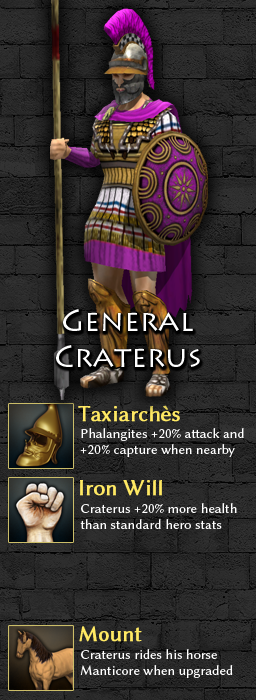 General
Craterus
Taxiarchès
Phalangites +20% attack and
+20% capture when nearby
Iron Will
Craterus +20% more health
than standard hero stats
Mount
Craterus rides his horse
Manticore when upgraded